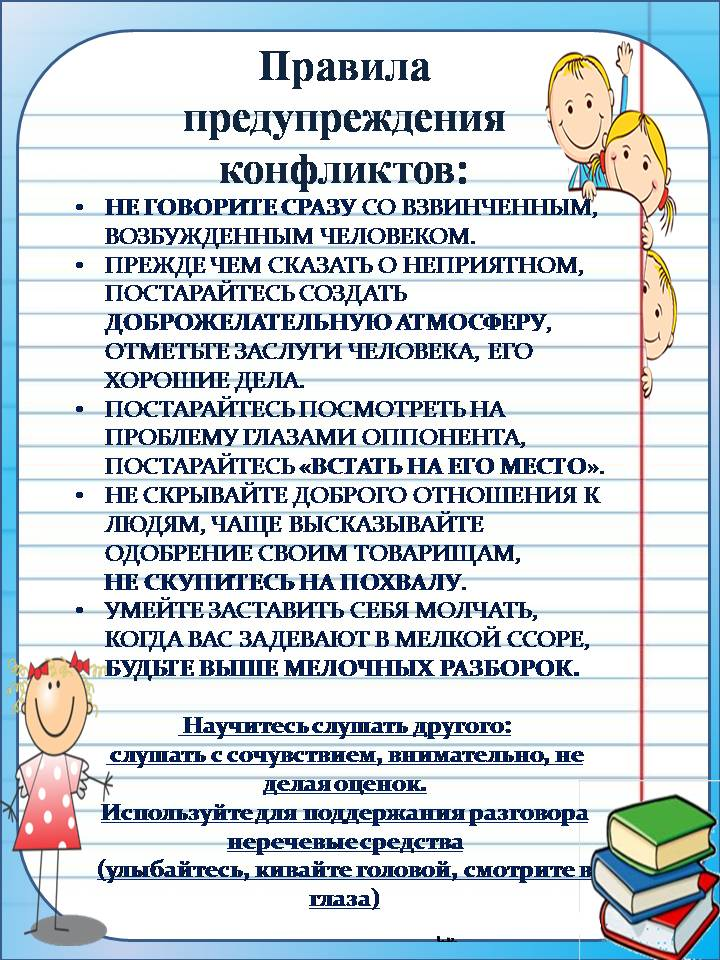 Правила
предупреждения
конфликтов:
• НЕ ГОВОРИТЕ СРАЗУ СО ВЗВИНЧЕННЫМ,
ВОЗБУЖДЕННЫМ ЧЕЛОВЕКОМ.
• ПРЕЖДЕ ЧЕМ СКАЗАТЬ О НЕПРИЯТНОМ,
ПОСТАРАЙТЕСЬ СОЗДАТЬ
ДОБРОЖЕЛАТЕЛЬНУЮ АТМОСФЕРУ,
ОТМЕТЬТЕ ЗАСЛУГИ ЧЕЛОВЕКА, ЕГО
ХОРОШИЕ ДЕЛА.
• ПОСТАРАЙТЕСЬ ПОСМОТРЕТЬ НА
ПРОБЛЕМУ ГЛАЗАМИ ОППОНЕНТА,
ПОСТАРАЙТЕСЬ «ВСТАТЬ НА ЕГО МЕСТО».
• НЕ СКРЫВАЙТЕ ДОБРОГО ОТНОШЕНИЯ К
ЛЮДЯМ, ЧАЩЕ ВЫСКАЗЫВАЙТЕ
ОДОБРЕНИЕ СВОИМ ТОВАРИЩАМ,
НЕ СКУПИТЕСЬ НА ПОХВАЛУ.
• УМЕЙТЕ ЗАСТАВИТЬ СЕБЯ МОЛЧАТЬ,
КОГДА ВАС ЗАДЕВАЮТ В МЕЛКОЙ ССОРЕ,
БУДЬТЕ ВЫШЕ МЕЛОЧНЫХ РАЗБОРОК.
Научитесь слушать другого:
слушать с сочувствием, внимательно, не
делая оценок.
Используйте для поддержания разговора
неречевые средства
(улыбайтесь, кивайте головой, смотрите в
глаза)